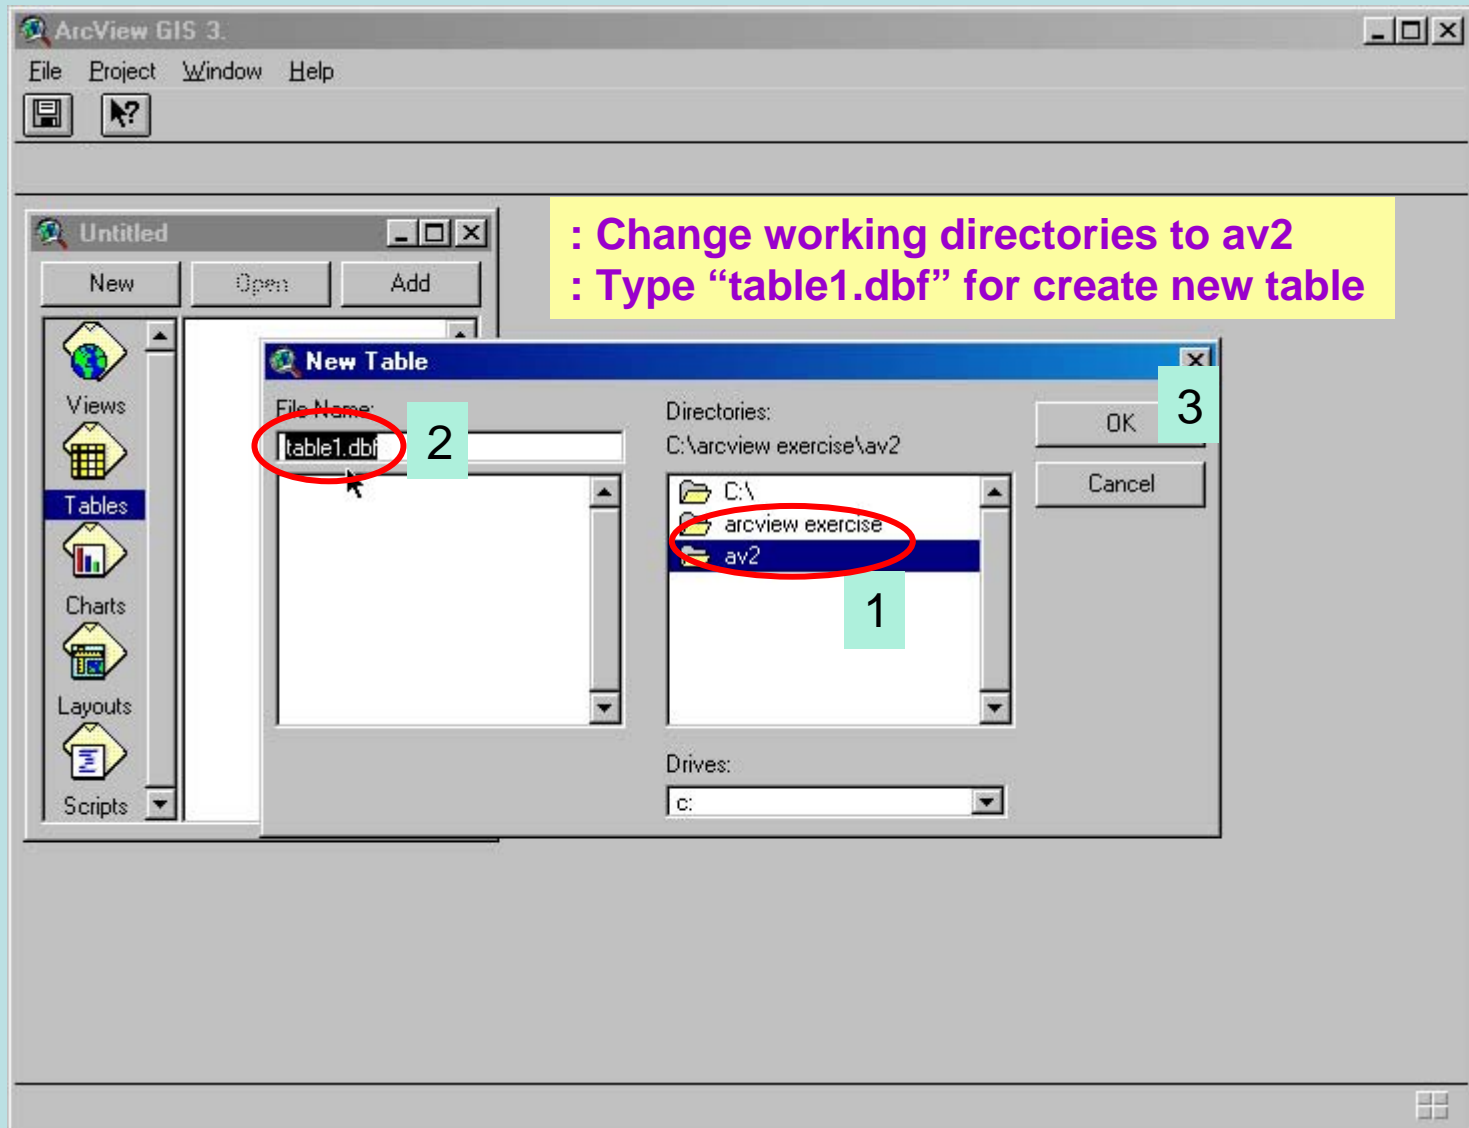 ArcView GIS 3.
File Project Window Help
: Change working directories to av2
: Type “table1.dbf” for create new table
Untitled
New Open Add
Views
Tables
Charts
Layouts
Scripts
New Table
File Name:
table1.dbf
2
Directories:
C:\arcview exercise\av2
C:\
arcview exercise
av2
1
Drives:
c:
OK
3
Cancel